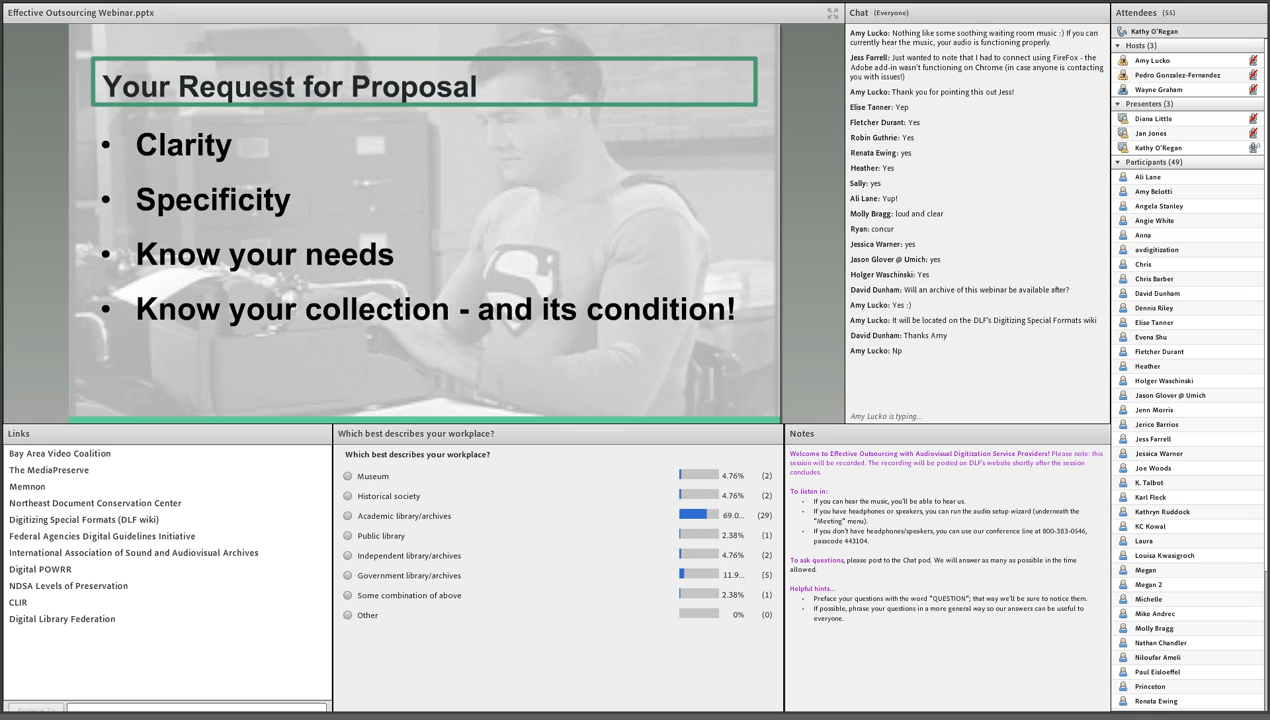 Effective Outsourcing Webinar.pptx
Your Request for Proposal
• Clarity
• Specificity
• Know your needs
• Know your collection - and its condition!
Chat (Everyone)
Amy Lucko: Nothing like some soothing waiting room music :) If you can
currently hear the music, your audio is functioning properly.
Jess Farrell: Just wanted to note that I had to connect using FireFox - the
Adobe add-in wasn't functioning on Chrome (in case anyone is contacting
you with issues!)
Amy Lucko: Thank you for pointing this out Jess!
Elise Tanner: Yep
Fletcher Durant: Yes
Robin Guthrie: Yes
Renata Ewing: yes
Heather: Yes
Sally: yes
Ali Lane: Yup!
Molly Bragg: loud and clear
Ryan: concur
Jessica Warner: yes
Jason Glover @ Umich: yes
Holger Waschinski: Yes
David Dunham: Will an archive of this webinar be available after?
Amy Lucko: Yes :)
Amy Lucko: It will be located on the DLF's Digitizing Special Formats wiki
David Dunham: Thanks Amy
Amy Lucko: Np
Amy Lucko is typing...
Attendees (55)
Kathy O'Regan
Hosts (3)
Amy Lucko
Pedro Gonzalez-Fernandez
Wayne Graham
Presenters (3)
Diana Little
Jan Jones
Kathy O'Regan
Participants (49)
Ali Lane
Amy Belotti
Angela Stanley
Angie White
Anna
avdigitization
Chris
Chris Barber
David Dunham
Dennis Riley
Elise Tanner
Evena Shu
Fletcher Durant
Heather
Holger Waschinski
Jason Glover @ Umich
Jenn Morris
Jerice Barrios
Jess Farrell
Jessica Warner
Joe Woods
K. Talbot
Karl Fleck
Kathryn Ruddock
KC Kowal
Laura
Louisa Kwasigroch
Megan
Megan 2
Michelle
Mike Andrec
Molly Bragg
Nathan Chandler
Niloufar Ameli
Paul Eisloeffel
Princeton
Renata Ewing
Links
Bay Area Video Coalition
The MediaPreserve
Memnon
Northeast Document Conservation Center
Digitizing Special Formats (DLF wiki)
Federal Agencies Digital Guidelines Initiative
International Association of Sound and Audiovisual Archives
Digital POWRR
NDSA Levels of Preservation
CLIR
Digital Library Federation
Browse To
Which best describes your workplace?
Which best describes your workplace?
Museum 4.76% (2)
Historical society 4.76% (2)
Academic library/archives 69.0... (29)
Public library 2.38% (1)
Independent library/archives 4.76% (2)
Government library/archives 11.9... (5)
Some combination of above 2.38% (1)
Other 0% (0)
Notes
Welcome to Effective Outsourcing with Audiovisual Digitization Service Providers! Please note: this
session will be recorded. The recording will be posted on DLF's website shortly after the session
concludes.
To listen in:
• If you can hear the music, you'll be able to hear us.
• If you have headphones or speakers, you can run the audio setup wizard (underneath the
"Meeting" menu).
• If you don't have headphones/speakers, you can use our conference line at 800-383-0546,
passcode 443104.
To ask questions, please post to the Chat pod. We will answer as many as possible in the time
allowed.
Helpful hints...
• Preface your questions with the word "QUESTION"; that way we'll be sure to notice them.
• If possible, phrase your questions in a more general way so our answers can be useful to
everyone.